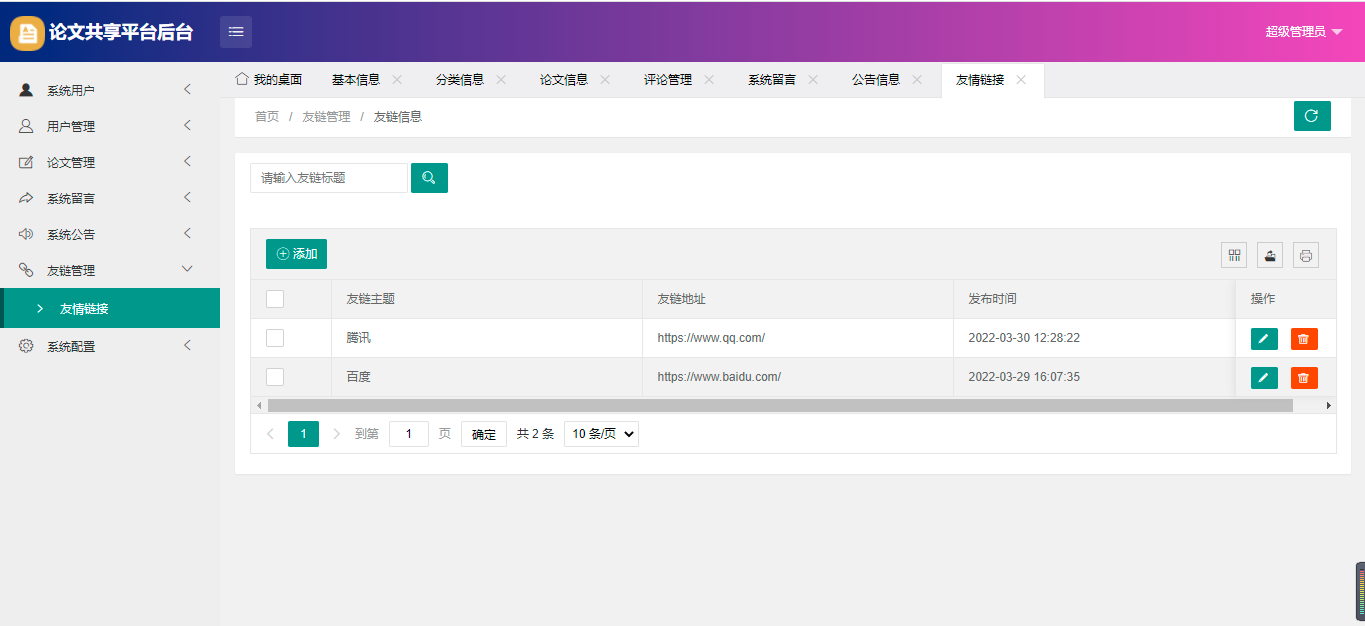 论文共享平台后台
超级管理员
系统用户
用户管理
论文管理
系统留言
系统公告
友链管理
友情链接
系统配置
我的桌面 基本信息 分类信息 论文信息 评论管理 系统留言 公告信息 友情链接
首页 / 友链管理 / 友链信息
请输入友链标题
添加
友链主题 友链地址 发布时间 操作
腾讯 https://www.qq.com/ 2022-03-30 12:28:22
百度 https://www.baidu.com/ 2022-03-29 16:07:35
1 到第 1 页 确定 共 2 条 10 条/页